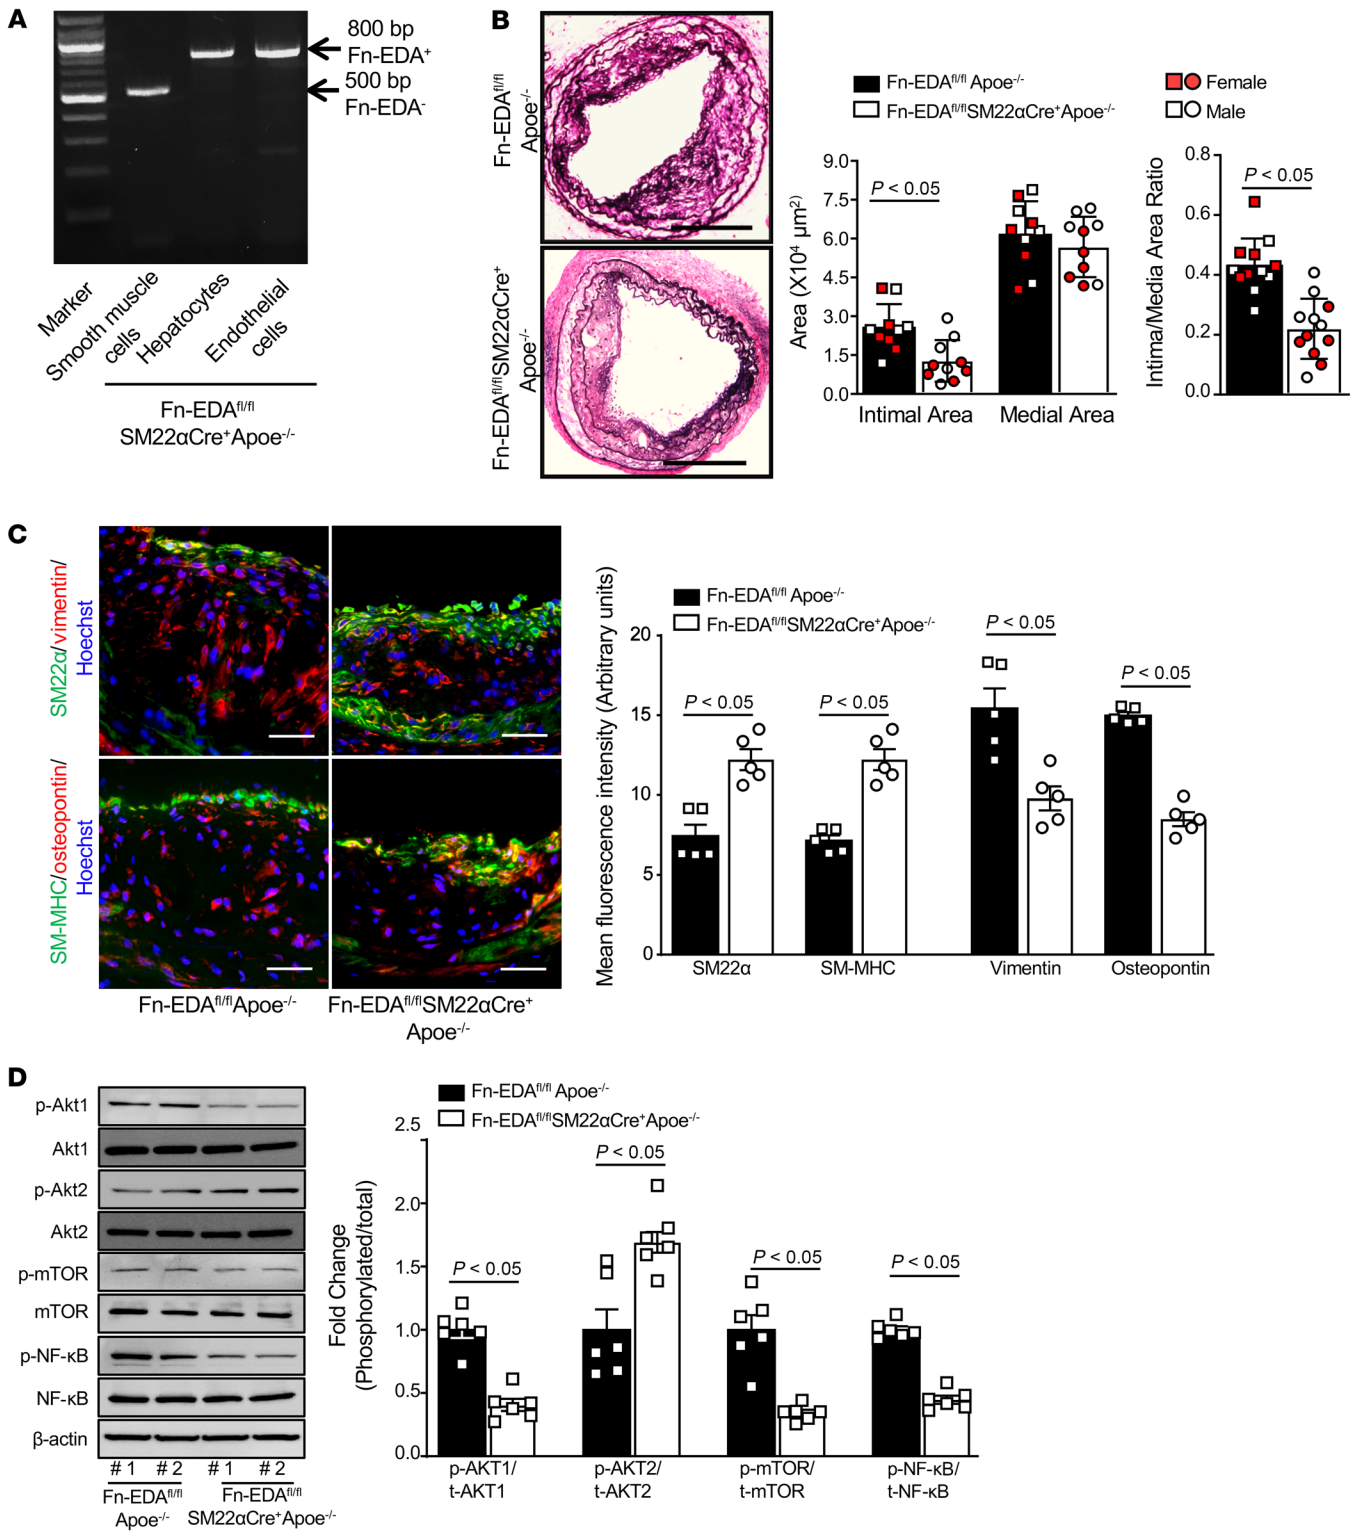 A
800 bp
Fn-EDA⁺
500 bp
Fn-EDA⁻
Marker
Smooth muscle
cells
Hepatocytes
Endothelial
cells
Fn-EDAfl/fl
SM22αCre⁺Apoe⁻/⁻
B
Fn-EDAfl/fl
Apoe⁻/⁻
Fn-EDAfl/flSM22αCre⁺
Apoe⁻/⁻
Fn-EDAfl/fl Apoe⁻/⁻
Fn-EDAfl/flSM22αCre⁺Apoe⁻/⁻
Female
Male
Area (X10⁴ µm²)
9.0
7.5
6.0
4.5
3.0
1.5
0.0
P < 0.05
Intimal Area
Medial Area
Intima/Media Area Ratio
0.8
0.6
0.4
0.2
0.0
P < 0.05
C
SM22α/vimentin/
Hoechst
SM-MHC/osteopontin/
Hoechst
Fn-EDAfl/flApoe⁻/⁻
Fn-EDAfl/flSM22αCre⁺
Apoe⁻/⁻
Fn-EDAfl/fl Apoe⁻/⁻
Fn-EDAfl/flSM22αCre⁺Apoe⁻/⁻
Mean fluorescence intensity (Arbitrary units)
20
15
10
5
0
P < 0.05
P < 0.05
P < 0.05
P < 0.05
SM22α
SM-MHC
Vimentin
Osteopontin
D
p-Akt1
Akt1
p-Akt2
Akt2
p-mTOR
mTOR
p-NF-κB
NF-κB
β-actin
# 1 # 2 # 1 # 2
Fn-EDAfl/fl
Apoe⁻/⁻
Fn-EDAfl/fl
SM22αCre⁺Apoe⁻/⁻
Fn-EDAfl/fl Apoe⁻/⁻
Fn-EDAfl/flSM22αCre⁺Apoe⁻/⁻
Fold Change
(Phosphorylated/total)
2.5
2.0
1.5
1.0
0.5
0.0
P < 0.05
P < 0.05
P < 0.05
P < 0.05
p-AKT1/
t-AKT1
p-AKT2/
t-AKT2
p-mTOR/
t-mTOR
p-NF-κB/
t-NF-κB